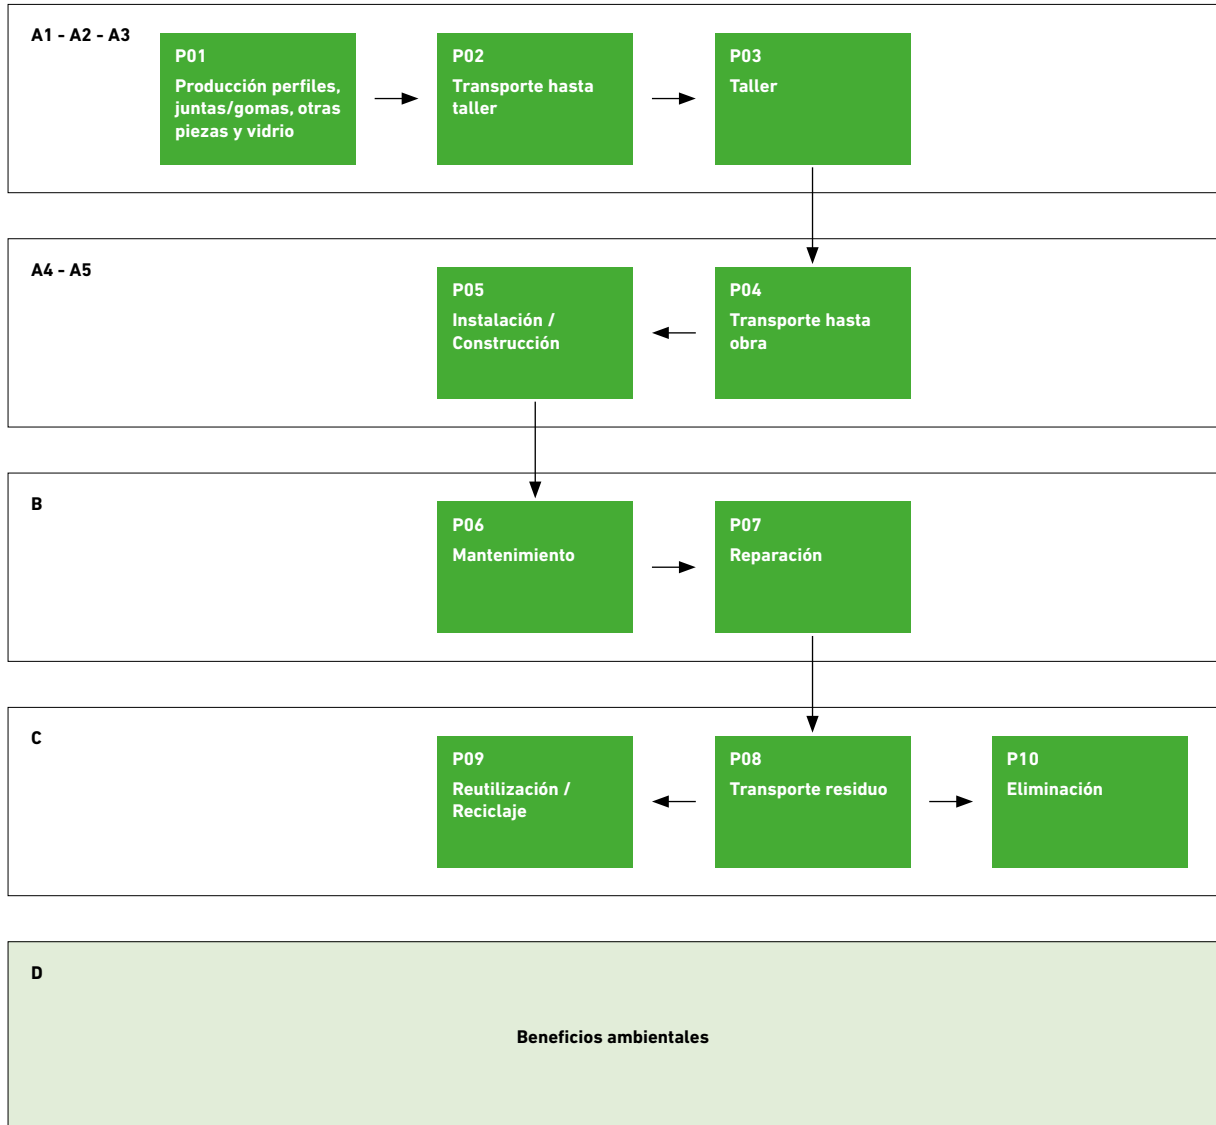 A1 - A2 - A3
P01
Producción perfiles,
juntas/gomas, otras
piezas y vidrio
P02
Transporte hasta
taller
P03
Taller
A4 - A5
P05
Instalación /
Construcción
P04
Transporte hasta
obra
B
P06
Mantenimiento
P07
Reparación
C
P09
Reutilización /
Reciclaje
P08
Transporte residuo
P10
Eliminación
D
Beneficios ambientales